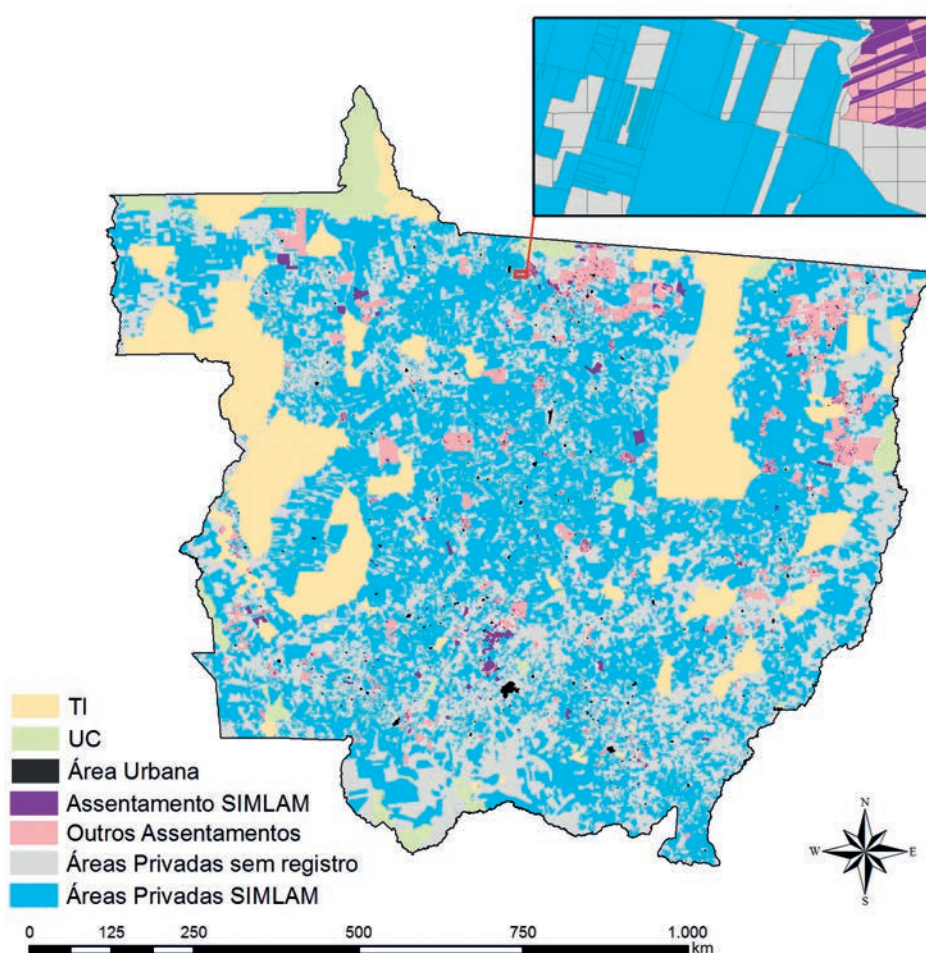 TI
UC
Área Urbana
Assentamento SIMLAM
Outros Assentamentos
Áreas Privadas sem registro
Áreas Privadas SIMLAM
N
W E
S
0 125 250 500 750 1.000
km